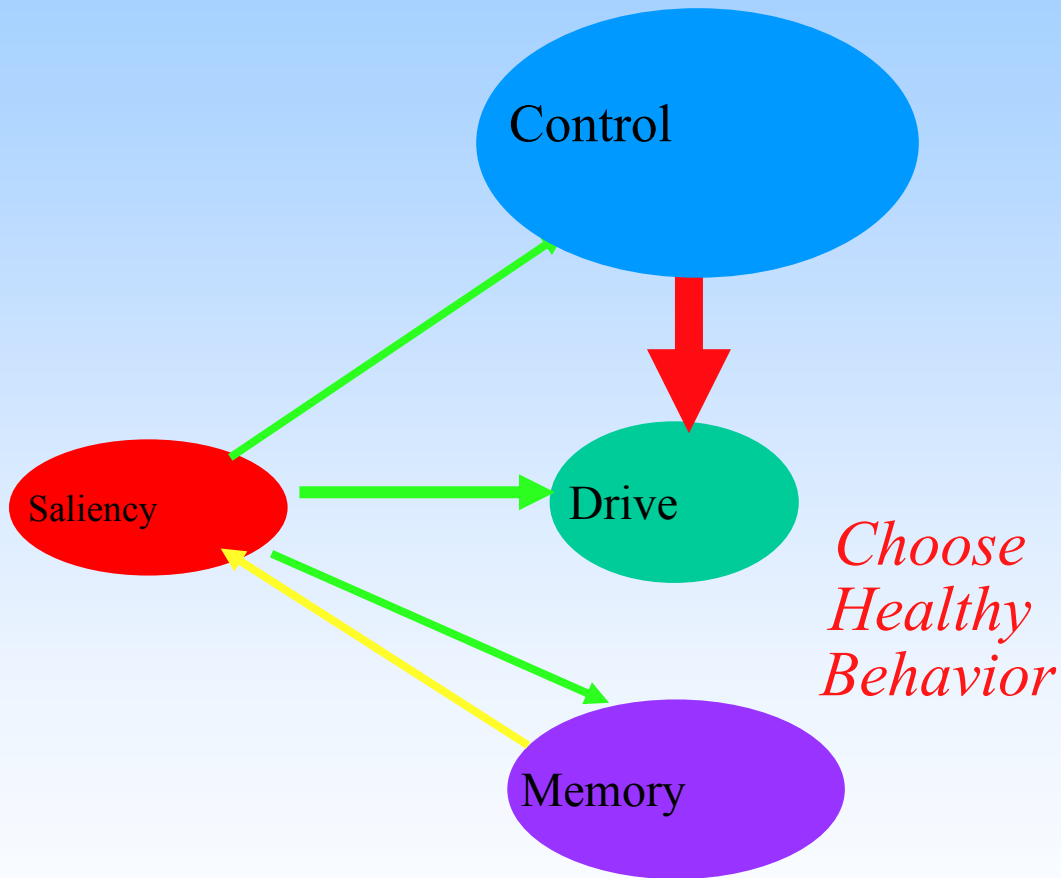 Control
Saliency
Drive
Choose
Healthy
Behavior
Memory